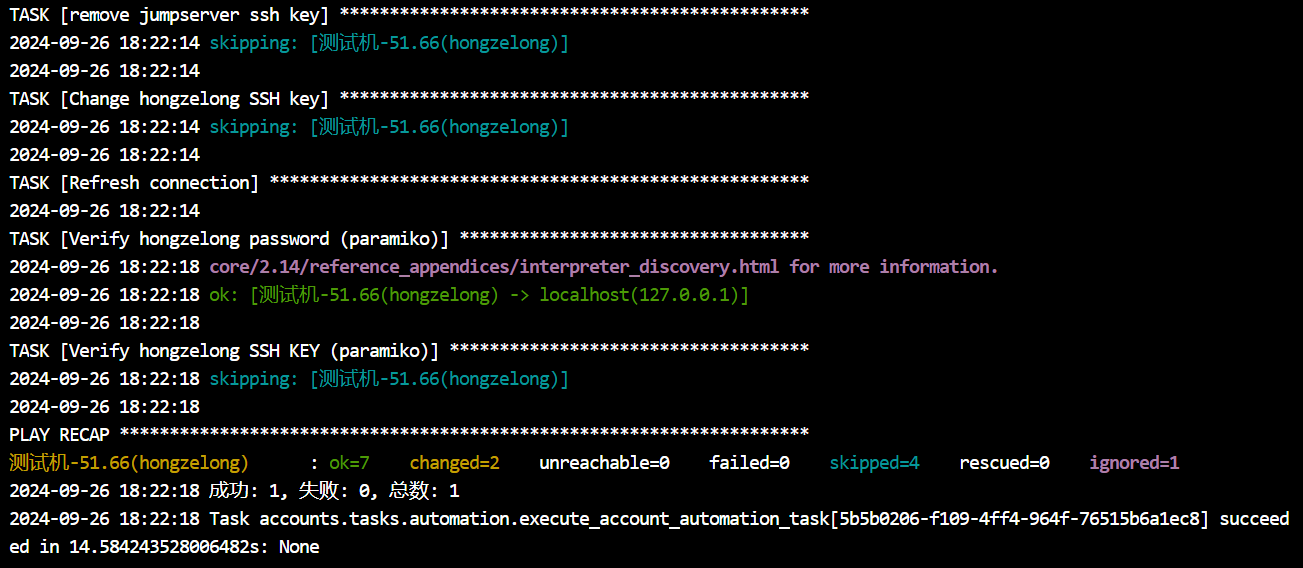 TASK [remove jumpserver ssh key] ***********************************************
2024-09-26 18:22:14 skipping: [测试机-51.66(hongzelong)]
2024-09-26 18:22:14
TASK [Change hongzelong SSH key] ***********************************************
2024-09-26 18:22:14 skipping: [测试机-51.66(hongzelong)]
2024-09-26 18:22:14
TASK [Refresh connection] ******************************************************
2024-09-26 18:22:14
TASK [Verify hongzelong password (paramiko)] ***********************************
2024-09-26 18:22:18 core/2.14/reference_appendices/interpreter_discovery.html for more information.
2024-09-26 18:22:18 ok: [测试机-51.66(hongzelong) -> localhost(127.0.0.1)]
2024-09-26 18:22:18
TASK [Verify hongzelong SSH KEY (paramiko)] ************************************
2024-09-26 18:22:18 skipping: [测试机-51.66(hongzelong)]
2024-09-26 18:22:18
PLAY RECAP *********************************************************************
测试机-51.66(hongzelong) : ok=7 changed=2 unreachable=0 failed=0 skipped=4 rescued=0 ignored=1
2024-09-26 18:22:18 成功: 1, 失败: 0, 总数: 1
2024-09-26 18:22:18 Task accounts.tasks.automation.execute_account_automation_task[5b5b0206-f109-4ff4-964f-76515b6a1ec8] succeed
ed in 14.584243528006482s: None